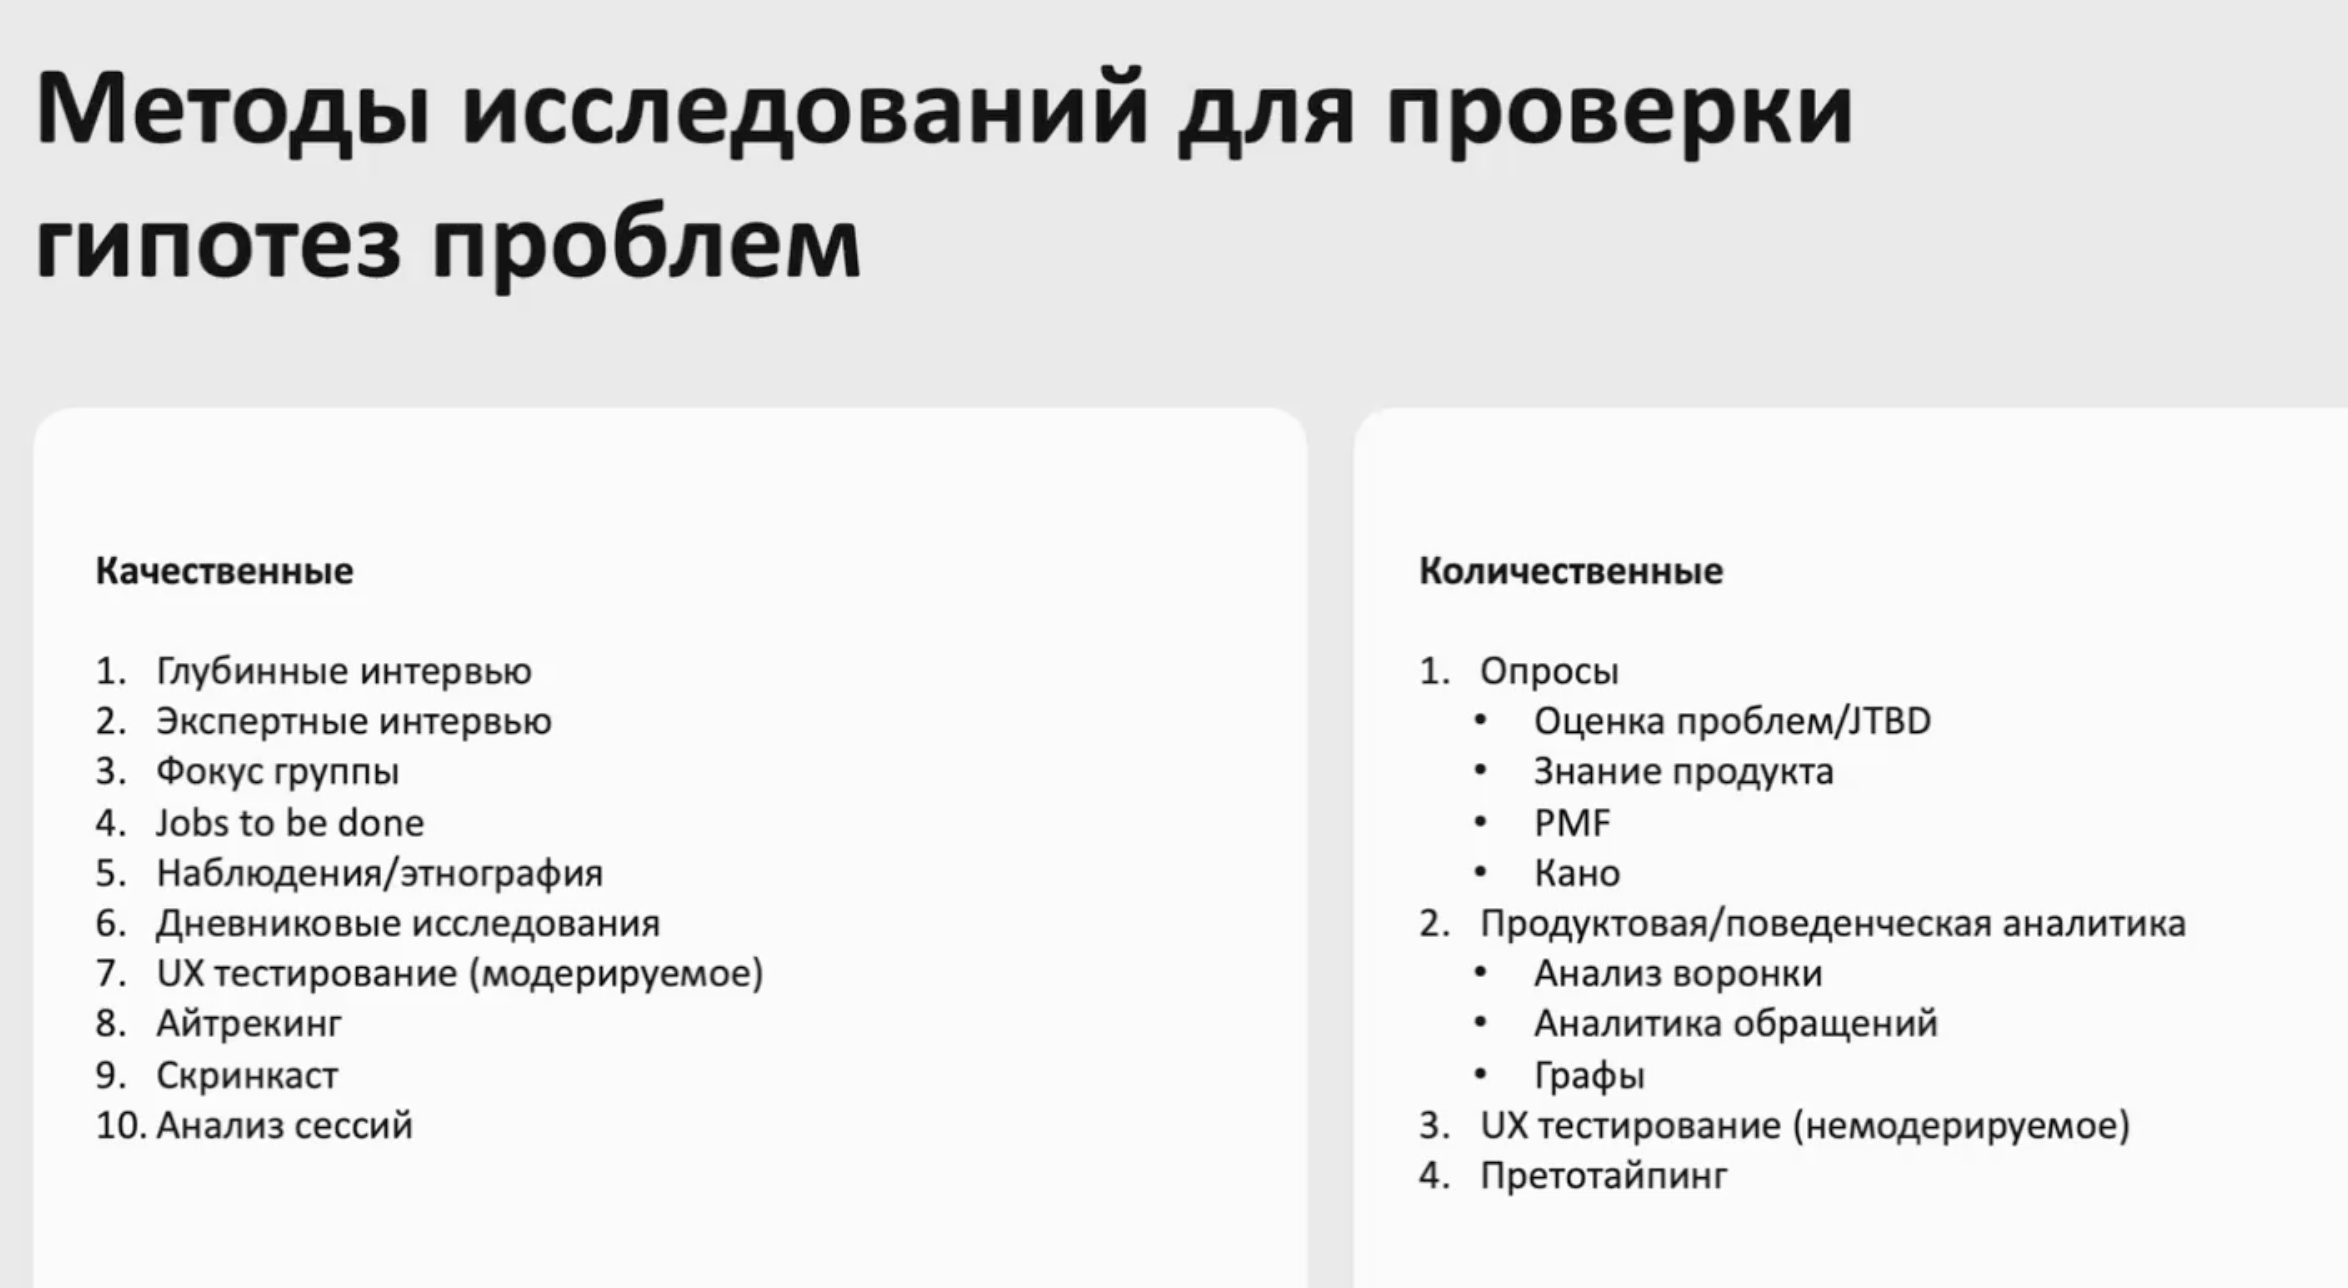 Методы исследований для проверки
гипотез проблем
Качественные
1. Глубинные интервью
2. Экспертные интервью
3. Фокус группы
4. Jobs to be done
5. Наблюдения/этнография
6. Дневниковые исследования
7. UX тестирование (модерируемое)
8. Айтрекинг
9. Скринкаст
10. Анализ сессий
Количественные
1. Опросы
• Оценка проблем/JTBD
• Знание продукта
• PMF
• Кано
2. Продуктовая/поведенческая аналитика
• Анализ воронки
• Аналитика обращений
• Графы
3. UX тестирование (немодерируемое)
4. Претотайпинг